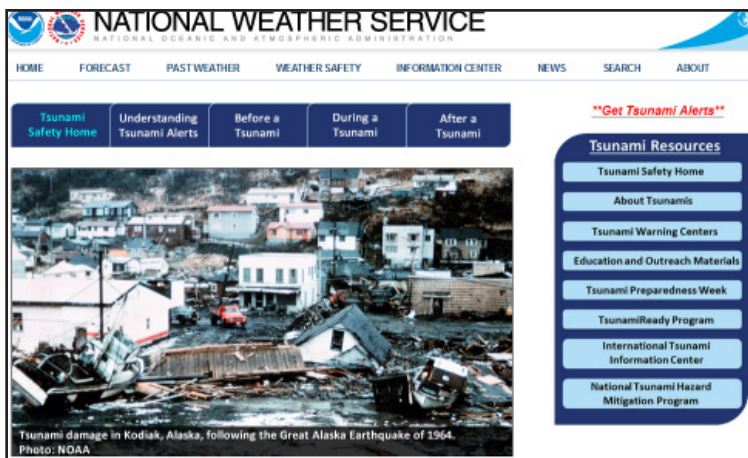 NATIONAL WEATHER SERVICE
NATIONAL OCEANIC AND ATMOSPHERIC ADMINISTRATION
HOME FORECAST PAST WEATHER WEATHER SAFETY INFORMATION CENTER NEWS SEARCH ABOUT
Tsunami
Safety Home
Understanding
Tsunami Alerts
Before a
Tsunami
During a
Tsunami
After a
Tsunami
**Get Tsunami Alerts**
Tsunami Resources
Tsunami Safety Home
About Tsunamis
Tsunami Warning Centers
Education and Outreach Materials
Tsunami Preparedness Week
TsunamiReady Program
International Tsunami
Information Center
National Tsunami Hazard
Mitigation Program
Tsunami damage in Kodiak, Alaska, following the Great Alaska Earthquake of 1964.
Photo: NOAA